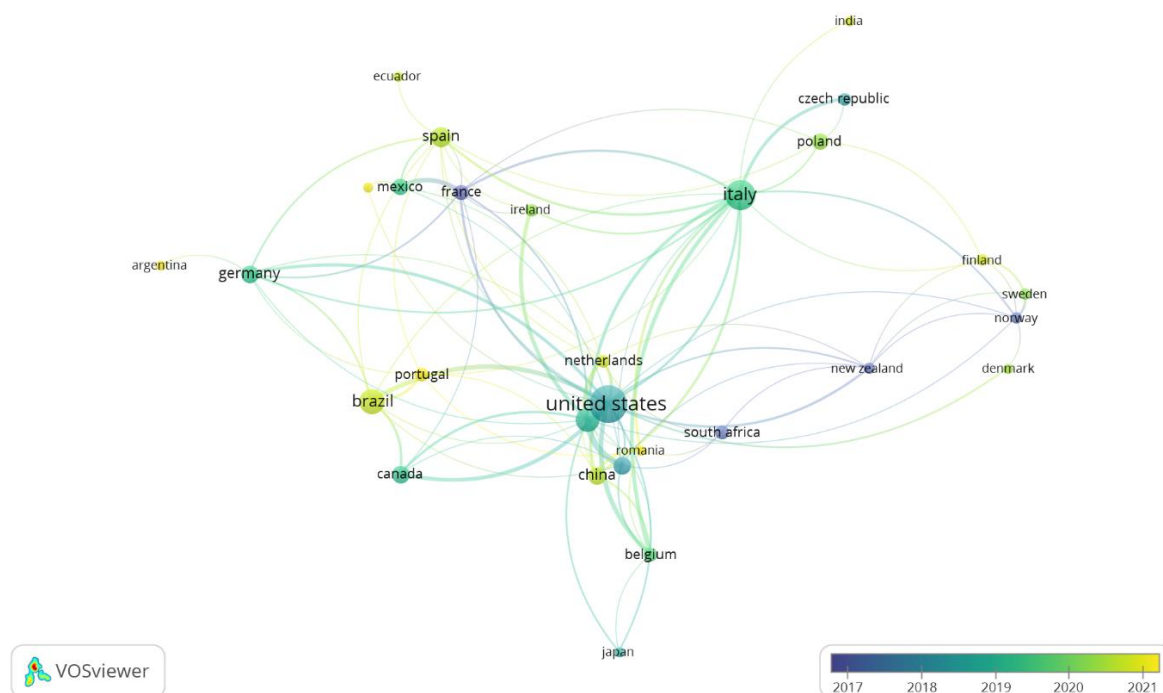 india
ecuador
czech republic
spain
poland
mexico
france
italy
ireland
argentina
germany
finland
sweden
norway
netherlands
new zealand
denmark
portugal
brazil
united states
south africa
romania
canada
china
belgium
japan
VOSviewer
2017 2018 2019 2020 2021